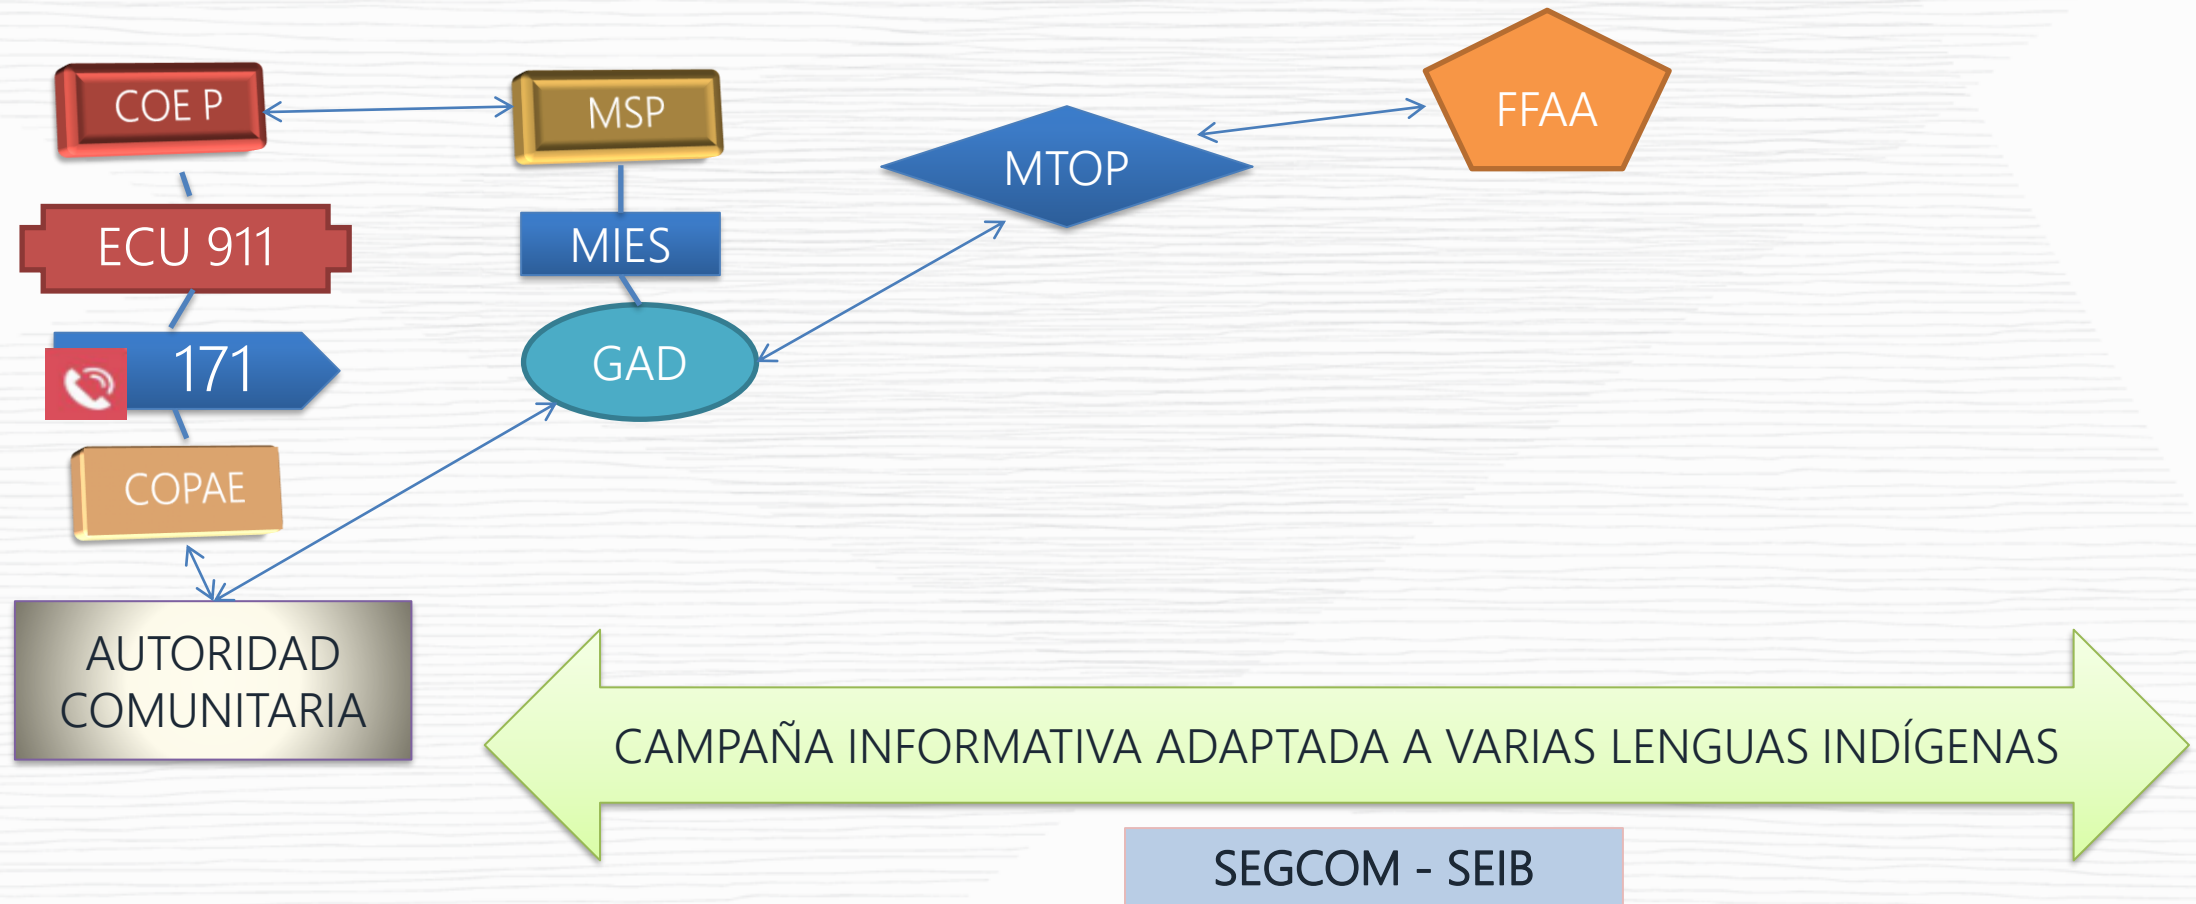 COE P
MSP
FFAA
MTOP
ECU 911
MIES
171
GAD
COPAE
AUTORIDAD
COMUNITARIA
CAMPAÑA INFORMATIVA ADAPTADA A VARIAS LENGUAS INDÍGENAS
SEGCOM - SEIB